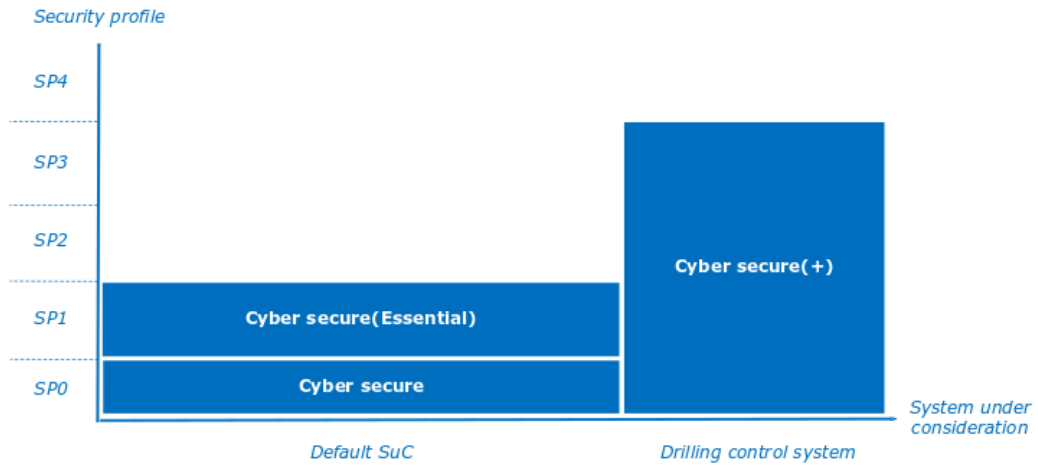 Security profile
SP4
SP3
SP2
Cyber secure(+)
SP1
Cyber secure(Essential)
SP0
Cyber secure
System under
consideration
Default SuC
Drilling control system